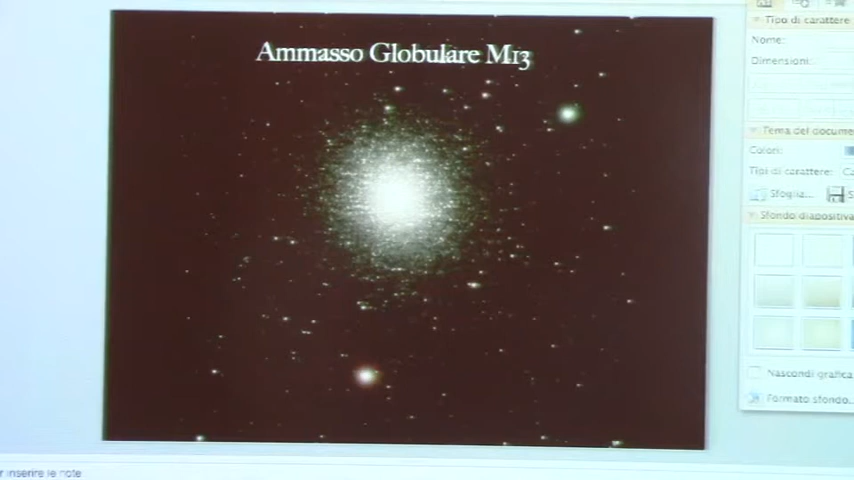 Ammasso Globulare M13
Tipo di carattere
Nome:
Dimensioni:
Tema del docume
Colori:
Tipi di carattere: Ca
Sfoglia... S
Sfondo diapositiva
Nascondi grafica
Formato sfondo..
r inserire le note